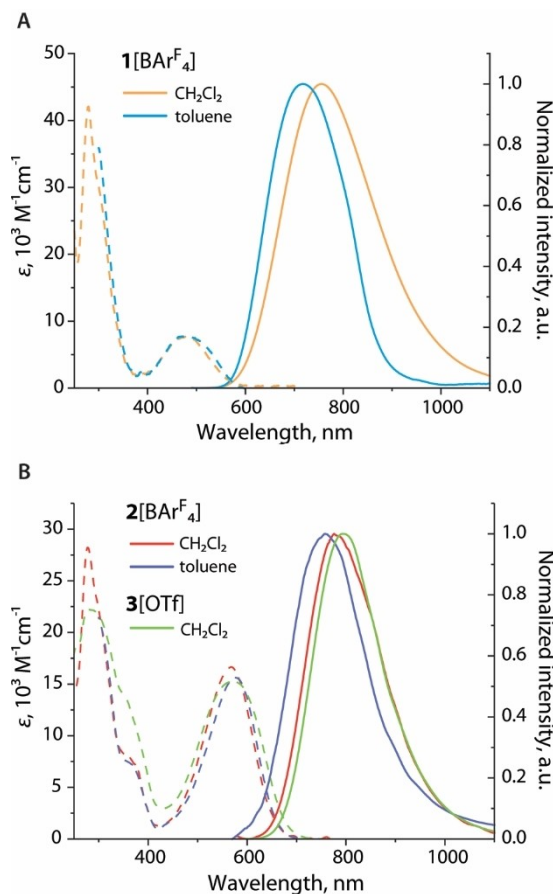 A
1[BArF4]
CH2Cl2
toluene
50
40
30
20
10
0
ε, 10³ M⁻¹cm⁻¹
1.0
0.8
0.6
0.4
0.2
0.0
Normalized intensity, a.u.
400 600 800 1000
Wavelength, nm
B
2[BArF4]
CH2Cl2
toluene
3[OTf]
CH2Cl2
30
25
20
15
10
5
0
ε, 10³ M⁻¹cm⁻¹
1.0
0.8
0.6
0.4
0.2
0.0
Normalized intensity, a.u.
400 600 800 1000
Wavelength, nm